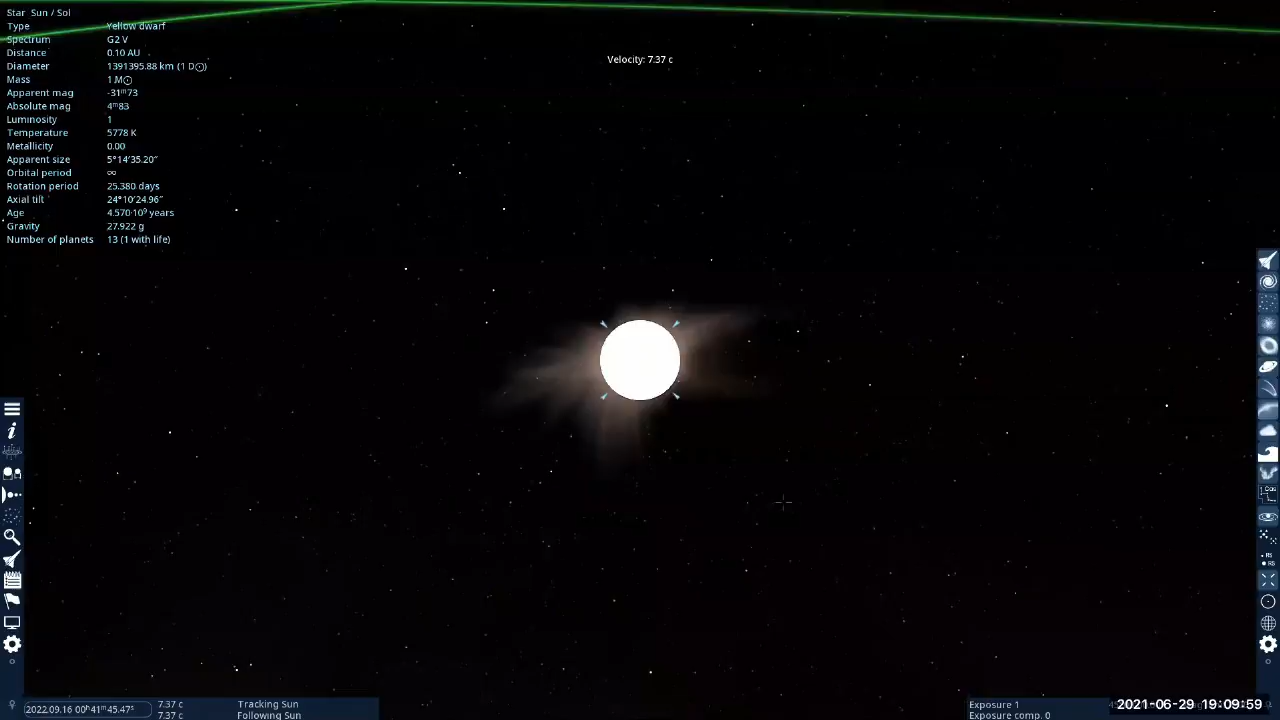 Star Sun / Sol
Type Yellow dwarf
Spectrum G2 V
Distance 0.10 AU
Diameter 1391395.88 km (1 D☉)
Mass 1 M☉
Apparent mag -31ᵐ73
Absolute mag 4ᵐ83
Luminosity 1
Temperature 5778 K
Metallicity 0.00
Apparent size 5°14'35.20"
Orbital period ∞
Rotation period 25.380 days
Axial tilt 24°10'24.96"
Age 4.570·10⁹ years
Gravity 27.922 g
Number of planets 13 (1 with life)
Velocity: 7.37 c
Gas
RS
RS
2022.09.16 00ʰ41ᵐ45.47ˢ
7.37 c Tracking Sun
7.37 c Following Sun
Exposure 1
Exposure comp. 0
2021-06-29 19:09:59